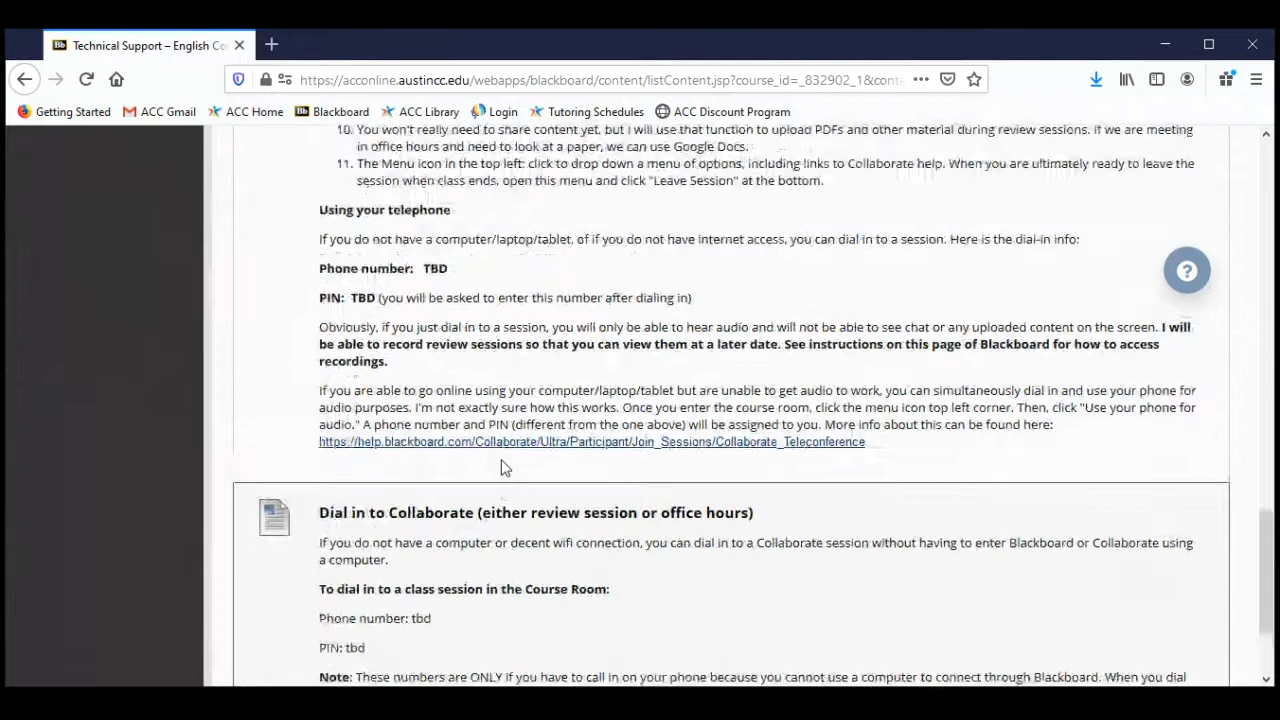 Technical Support – English Co
https://acconline.austincc.edu/webapps/blackboard/content/listContent.jsp?course_id=_832902_1&cont
Getting Started ACC Gmail ACC Home Blackboard ACC Library Login Tutoring Schedules ACC Discount Program
10. You won't really need to share content yet, but I will use that function to upload PDFs and other material during review sessions. If we are meeting
in office hours and need to look at a paper, we can use Google Docs.
11. The Menu icon in the top left: click to drop down a menu of options, including links to Collaborate help. When you are ultimately ready to leave the
session when class ends, open this menu and click "Leave Session" at the bottom.
Using your telephone
If you do not have a computer/laptop/tablet, of if you do not have internet access, you can dial in to a session. Here is the dial-in info:
Phone number: TBD
PIN: TBD (you will be asked to enter this number after dialing in)
Obviously, if you just dial in to a session, you will only be able to hear audio and will not be able to see chat or any uploaded content on the screen. I will
be able to record review sessions so that you can view them at a later date. See instructions on this page of Blackboard for how to access
recordings.
If you are able to go online using your computer/laptop/tablet but are unable to get audio to work, you can simultaneously dial in and use your phone for
audio purposes. I'm not exactly sure how this works. Once you enter the course room, click the menu icon top left corner. Then, click "Use your phone for
audio." A phone number and PIN (different from the one above) will be assigned to you. More info about this can be found here:
https://help.blackboard.com/Collaborate/Ultra/Participant/Join_Sessions/Collaborate_Teleconference
Dial in to Collaborate (either review session or office hours)
If you do not have a computer or decent wifi connection, you can dial in to a Collaborate session without having to enter Blackboard or Collaborate using
a computer.
To dial in to a class session in the Course Room:
Phone number: tbd
PIN: tbd
Note: These numbers are ONLY if you have to call in on your phone because you cannot use a computer to connect through Blackboard. When you dial